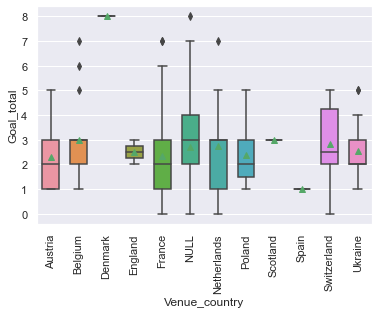 8
7
6
5
4
3
2
1
0
Goal_total
Austria
Belgium
Denmark
England
France
NULL
Netherlands
Poland
Scotland
Spain
Switzerland
Ukraine
Venue_country